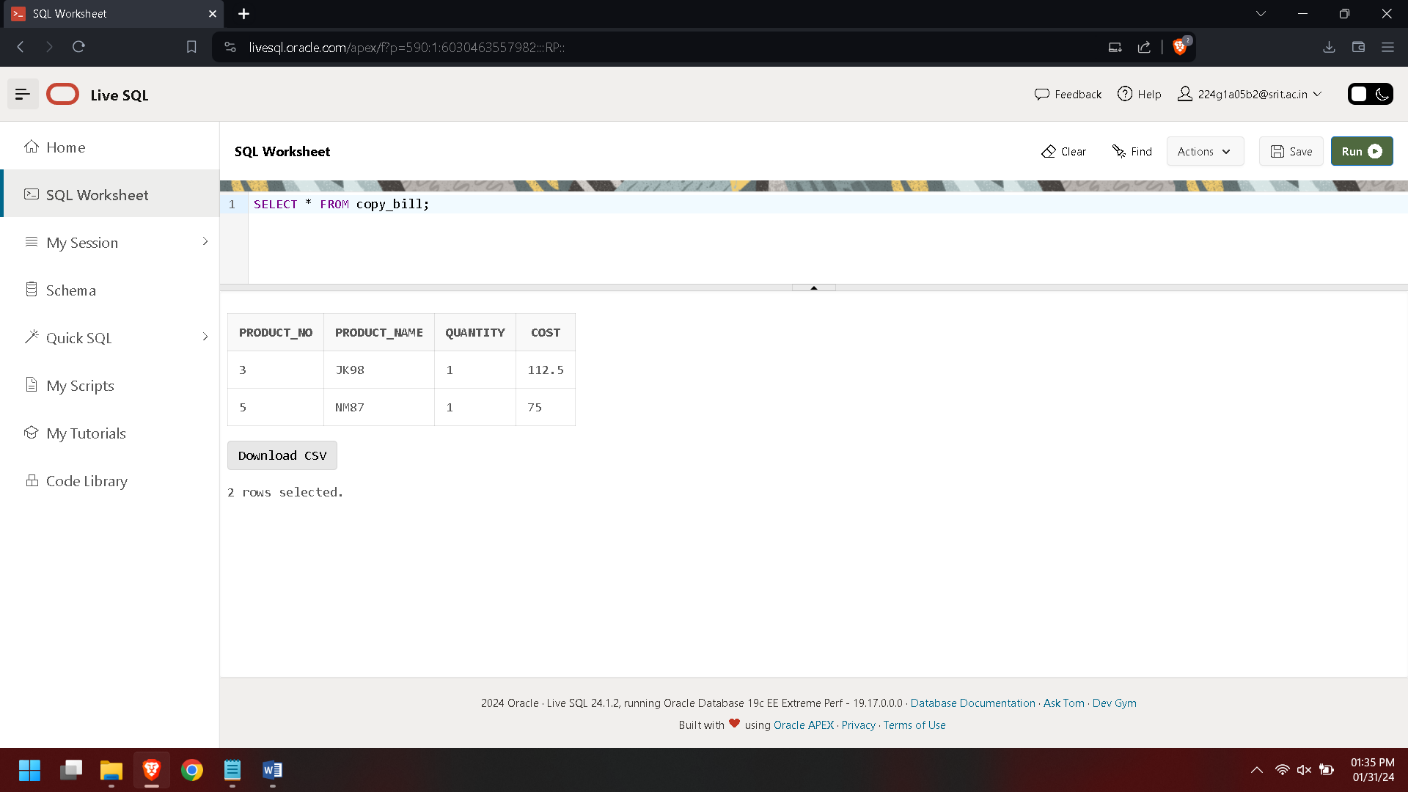 SQL Worksheet
livesql.oracle.com/apex/f?p=590:1:6030463557982:::RP::
2
Live SQL
Feedback
Help
224g1a05b2@srit.ac.in
Home
SQL Worksheet
My Session
Schema
Quick SQL
My Scripts
My Tutorials
Code Library
SQL Worksheet
Clear
Find
Actions
Save
Run
1 SELECT * FROM copy_bill;
PRODUCT_NO PRODUCT_NAME QUANTITY COST
3 JK98 1 112.5
5 NM87 1 75
Download CSV
2 rows selected.
2024 Oracle · Live SQL 24.1.2, running Oracle Database 19c EE Extreme Perf - 19.17.0.0.0 · Database Documentation · Ask Tom · Dev Gym
Built with ❤ using Oracle APEX · Privacy · Terms of Use
01:35 PM
01/31/24